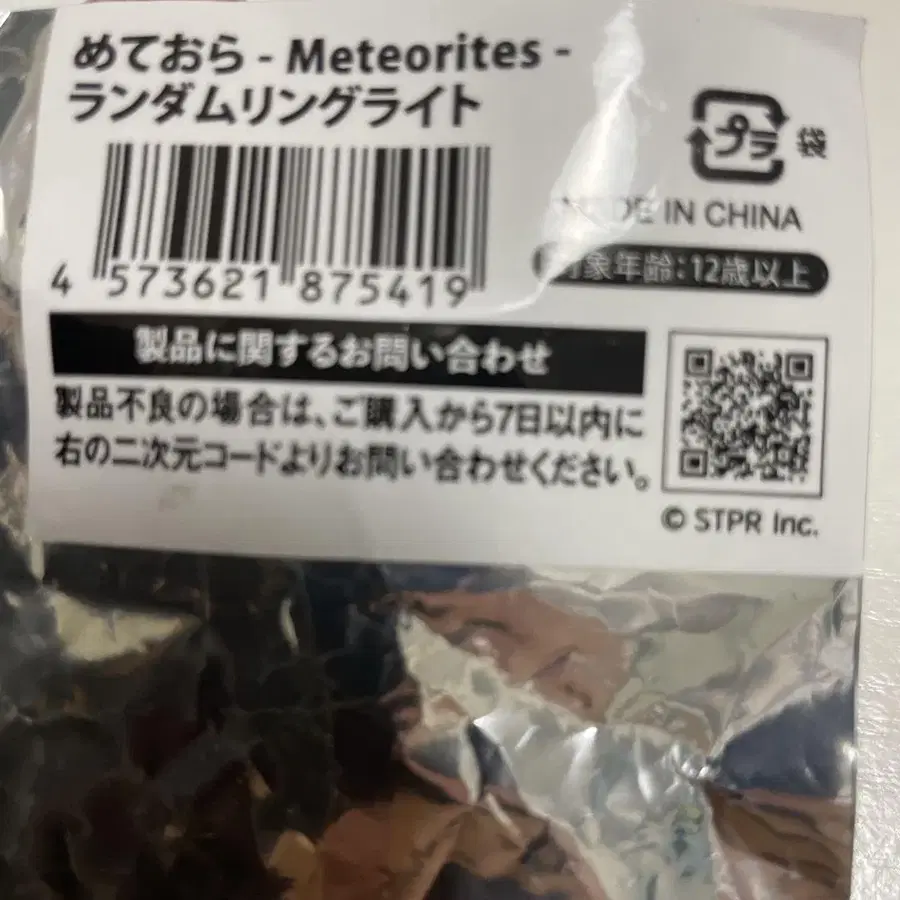 めておら - Meteorites -
ランダムリングライト
プラ 袋
MADE IN CHINA
対象年齢:12歳以上
4 573621 875419
製品に関するお問い合わせ
製品不良の場合は、ご購入から7日以内に
右の二次元コードよりお問い合わせください。
© STPR Inc.